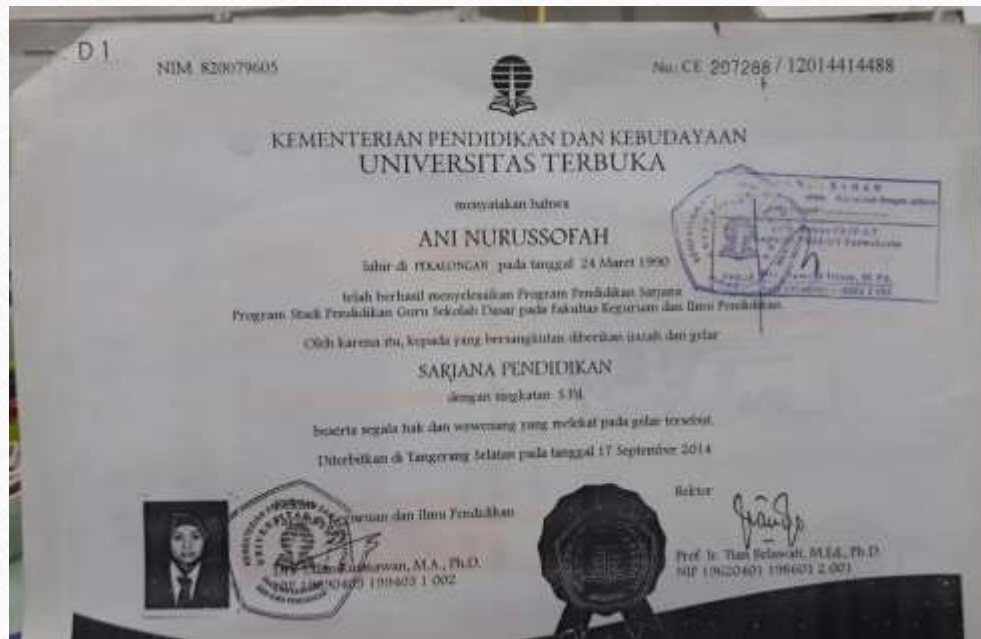 D 1
NIM 820079605
No: CE 207288 / 12014414488
KEMENTERIAN PENDIDIKAN DAN KEBUDAYAAN
UNIVERSITAS TERBUKA
menyatakan bahwa
ANI NURUSSOFAH
lahir di PEKALONGAN pada tanggal 24 Maret 1990
telah berhasil menyelesaikan Program Pendidikan Sarjana
Program Studi Pendidikan Guru Sekolah Dasar pada Fakultas Keguruan dan Ilmu Pendidikan
Oleh karena itu, kepada yang bersangkutan diberikan ijazah dan gelar
SARJANA PENDIDIKAN
dengan singkatan S.Pd.
beserta segala hak dan wewenang yang melekat pada gelar tersebut.
Diterbitkan di Tangerang Selatan pada tanggal 17 September 2014
dan Ilmu Pendidikan
M.A., Ph.D.
199403 1 002
Rektor
Prof. Ir. Tian Belawati, M.Ed., Ph.D.
NIP 19620401 198601 2 001